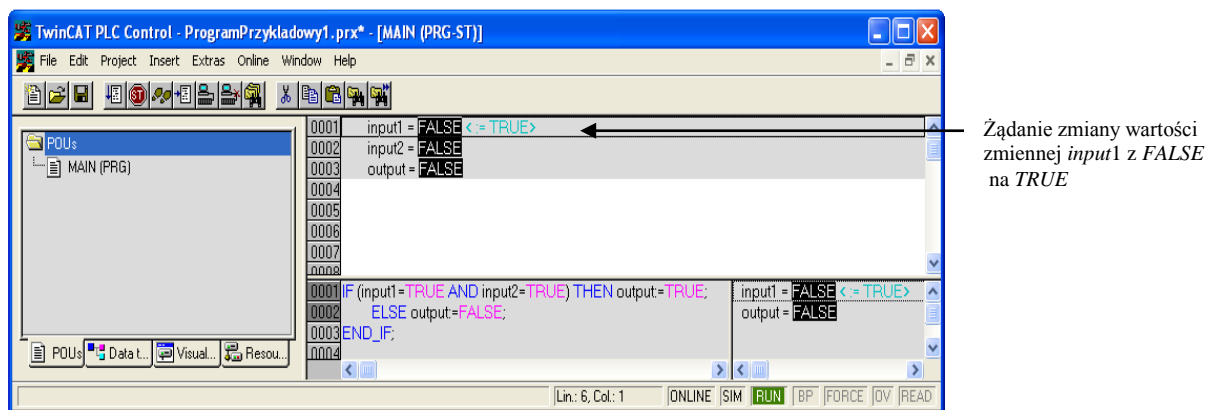 TwinCAT PLC Control - ProgramPrzykladowy1.prx* - [MAIN (PRG-ST)]
File Edit Project Insert Extras Online Window Help
POUs
MAIN (PRG)
POUs Data t... Visual... Resou...
0001 input1 = FALSE < := TRUE>
0002 input2 = FALSE
0003 output = FALSE
0004
0005
0006
0007
0008
0001 IF (input1=TRUE AND input2=TRUE) THEN output:=TRUE;
0002 ELSE output:=FALSE;
0003 END_IF;
0004
input1 = FALSE < := TRUE>
output = FALSE
Lin.: 6, Col.: 1 ONLINE SIM RUN BP FORCE OV READ
Żądanie zmiany wartości
zmiennej input1 z FALSE
na TRUE